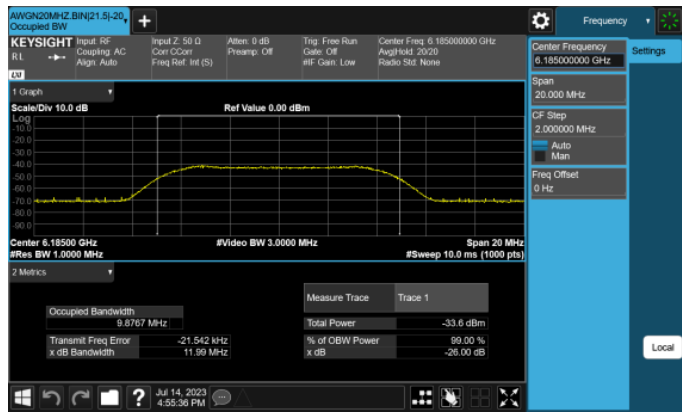 AWGN20MHZ.BIN|21.5|-20,
Occupied BW
Frequency
KEYSIGHT
RL
Input: RF
Coupling: AC
Align: Auto
Input Z: 50 Ω
Corr CCorr
Freq Ref: Int (S)
Atten: 0 dB
Preamp: Off
Trig: Free Run
Gate: Off
#IF Gain: Low
Center Freq: 6.185000000 GHz
Avg|Hold: 20/20
Radio Std: None
1 Graph
Scale/Div 10.0 dB
Ref Value 0.00 dBm
Log
-10.0
-20.0
-30.0
-40.0
-50.0
-60.0
-70.0
-80.0
-90.0
Center 6.18500 GHz
#Video BW 3.0000 MHz
Span 20 MHz
#Res BW 1.0000 MHz
#Sweep 10.0 ms (1000 pts)
2 Metrics
Measure Trace Trace 1
Occupied Bandwidth
9.8767 MHz
Total Power -33.6 dBm
Transmit Freq Error -21.542 kHz
% of OBW Power 99.00 %
x dB Bandwidth 11.99 MHz
x dB -26.00 dB
Center Frequency
6.185000000 GHz
Settings
Span
20.000 MHz
CF Step
2.000000 MHz
Auto
Man
Freq Offset
0 Hz
Local
?
Jul 14, 2023
4:55:36 PM